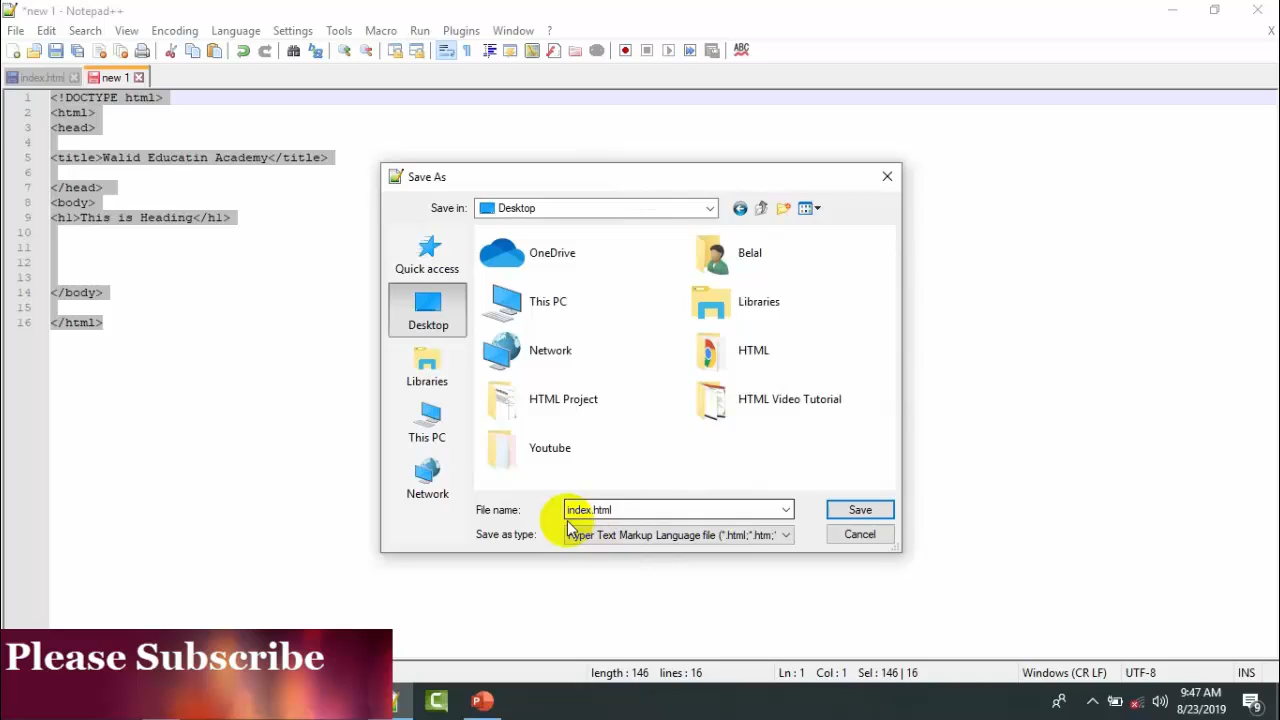 *new 1 - Notepad++
File Edit Search View Encoding Language Settings Tools Macro Run Plugins Window ? X
ABC
index.html new 1
1 <!DOCTYPE html>
2 <html>
3 <head>
4
5 <title>Walid Educatin Academy</title>
6
7 </head>
8 <body>
9 <h1>This is Heading</h1>
10
11
12
13
14 </body>
15
16 </html>
Save As
Save in: Desktop
Quick access
Desktop
Libraries
This PC
Network
OneDrive Belal
This PC Libraries
Network HTML
HTML Project HTML Video Tutorial
Youtube
File name: index.html Save
Save as type: Hyper Text Markup Language file (*.html;*.htm;* Cancel
Please Subscribe
length : 146 lines : 16 Ln : 1 Col : 1 Sel : 146 | 16 Windows (CR LF) UTF-8 INS
9:47 AM
8/23/2019
9